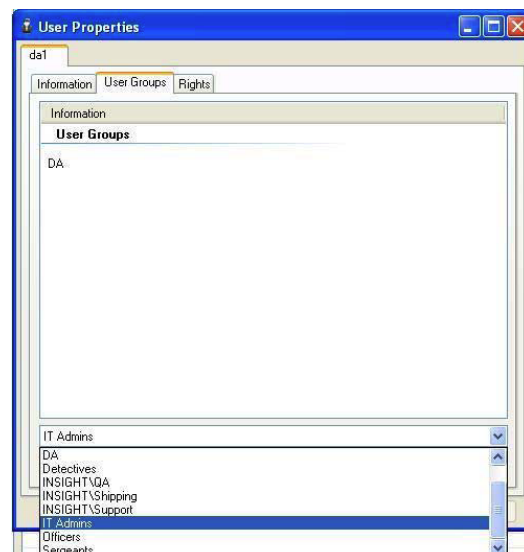 User Properties
da1
Information User Groups Rights
Information
User Groups
DA
IT Admins
DA
Detectives
INSIGHT\QA
INSIGHT\Shipping
INSIGHT\Support
IT Admins
Officers
Sergeants